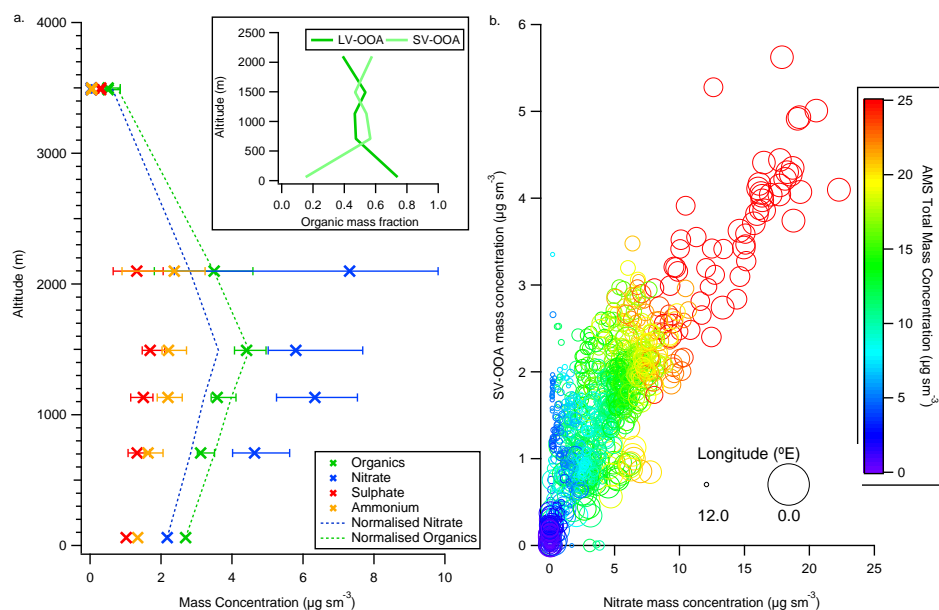 a.
4000
3000
2000
1000
0
Altitude (m)
0
2
4
6
8
10
Mass Concentration (µg sm-3)
LV-OOA
SV-OOA
2500
2000
1500
1000
500
0
Altitude (m)
0.0
0.2
0.4
0.6
0.8
1.0
Organic mass fraction
Organics
Nitrate
Sulphate
Ammonium
Normalised Nitrate
Normalised Organics
b.
6
5
4
3
2
1
0
SV-OOA mass concentration (µg sm-3)
0
5
10
15
20
25
Nitrate mass concentration (µg sm-3)
Longitude (ºE)
12.0
0.0
25
20
15
10
5
0
AMS Total Mass Concentration (µg sm-3)